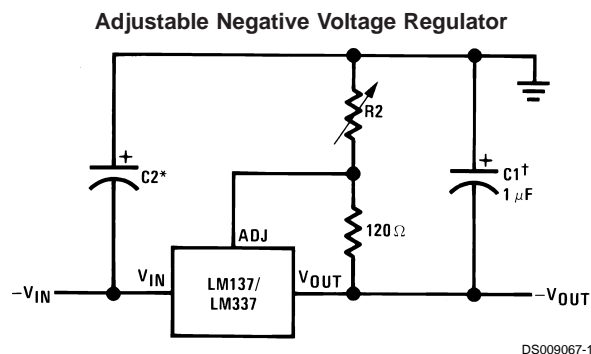 Adjustable Negative Voltage Regulator
R2
+
C2*
+
C1†
1 μF
ADJ
120Ω
−VIN
VIN
LM137/
LM337
VOUT
−VOUT
DS009067-1